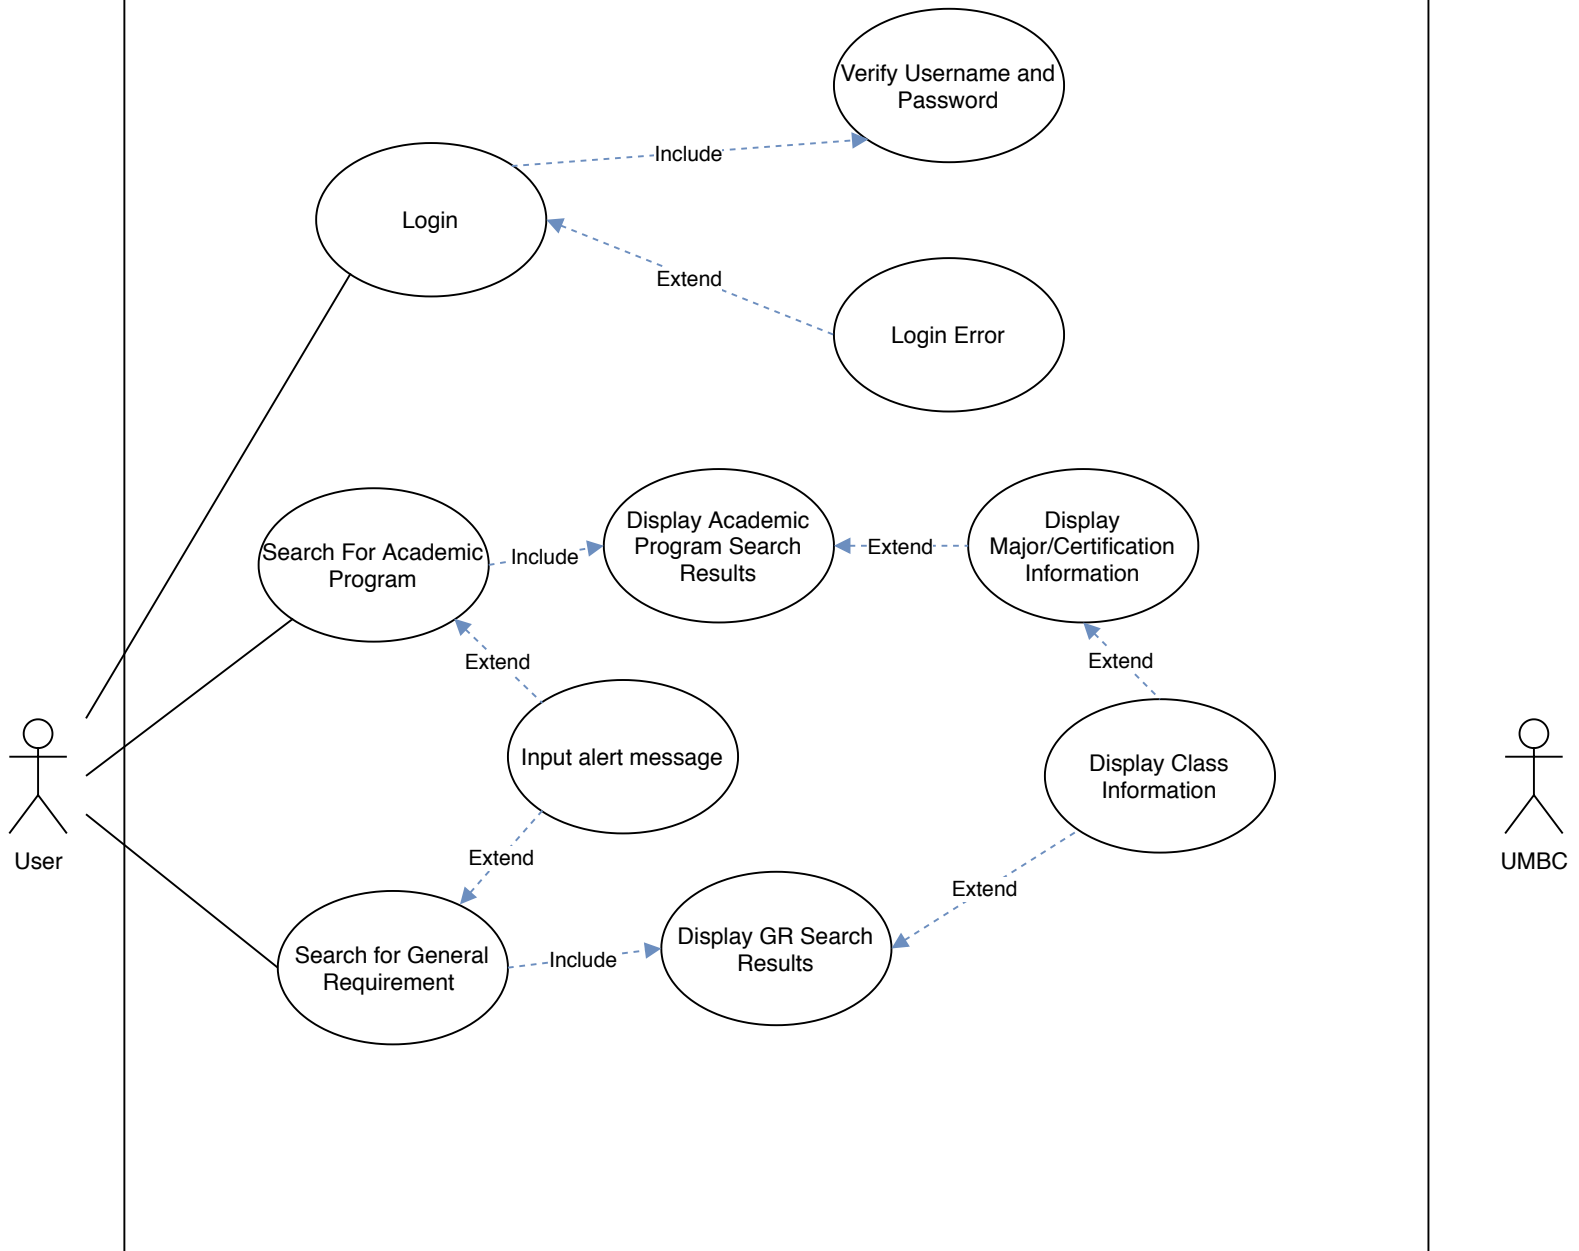 Verify Username and
Password
Include
Login
Extend
Login Error
Display Academic
Program Search
Results
Display
Major/Certification
Information
Search For Academic
Program
Include
Extend
Extend
Extend
Input alert message
Display Class
Information
User
UMBC
Extend
Extend
Search for General
Requirement
Include
Display GR Search
Results